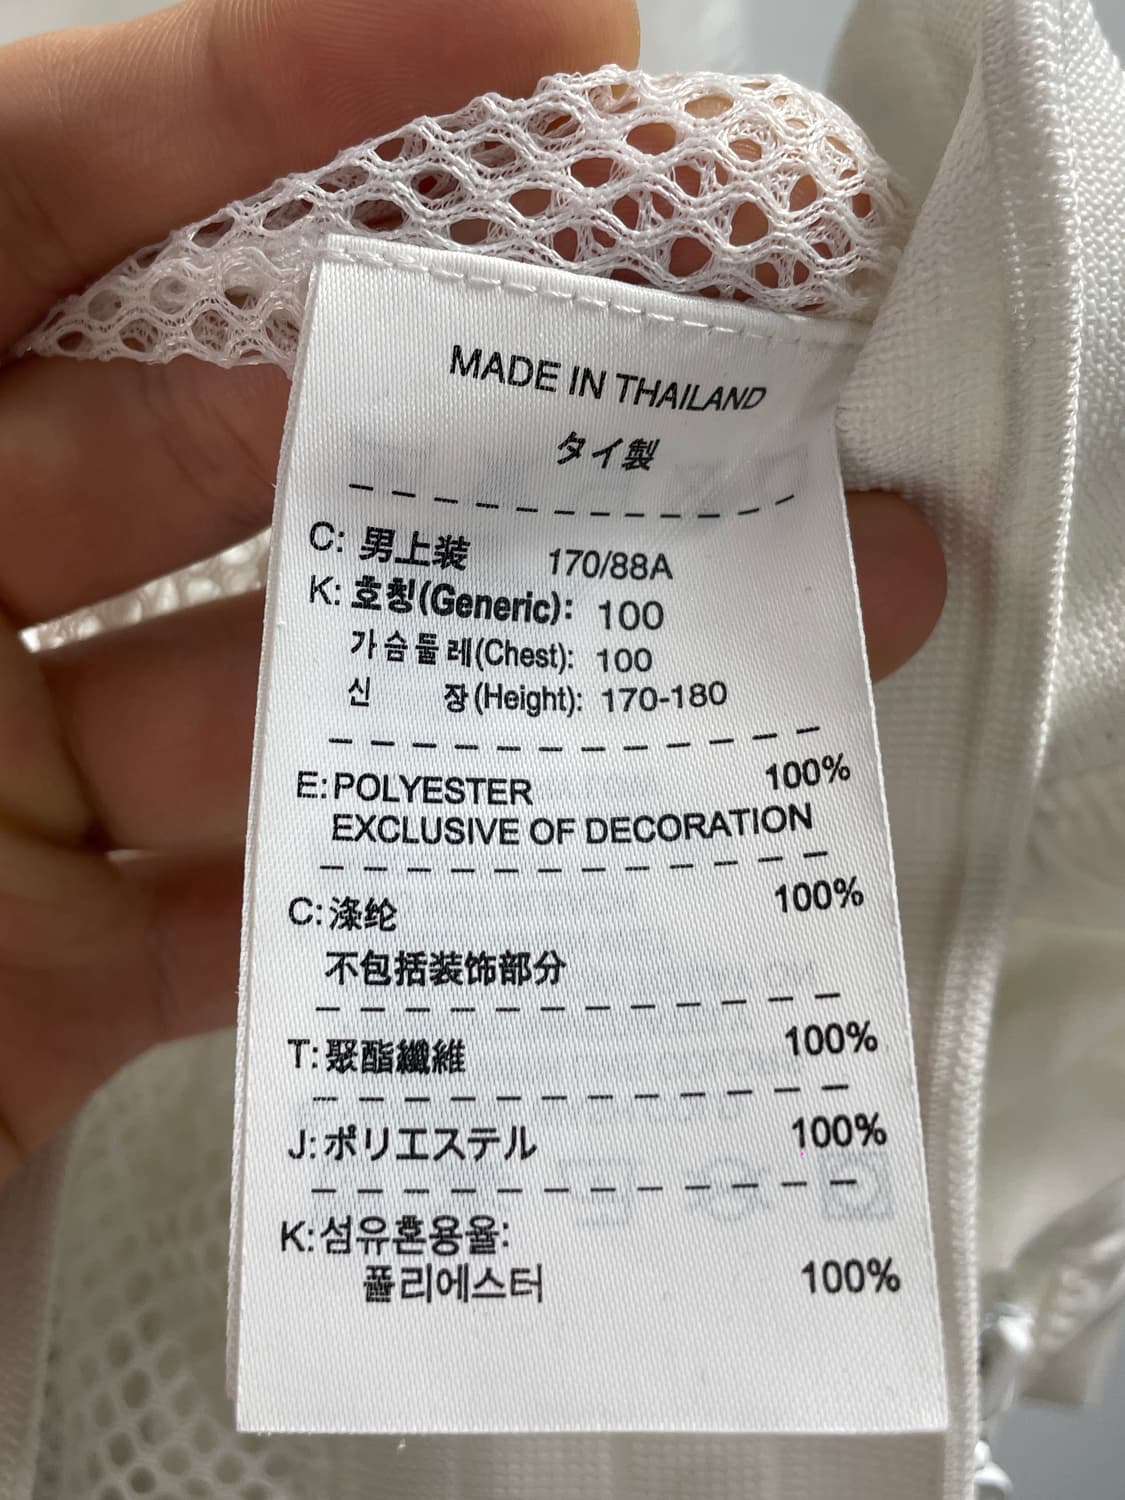 MADE IN THAILAND
タイ製
C: 男上装 170/88A
K: 호칭(Generic): 100
가슴둘레(Chest): 100
신 장(Height): 170-180
E:POLYESTER 100%
EXCLUSIVE OF DECORATION
C:涤纶 100%
不包括装饰部分
T:聚酯纖維 100%
J:ポリエステル 100%
K:섬유혼용율:
폴리에스터 100%